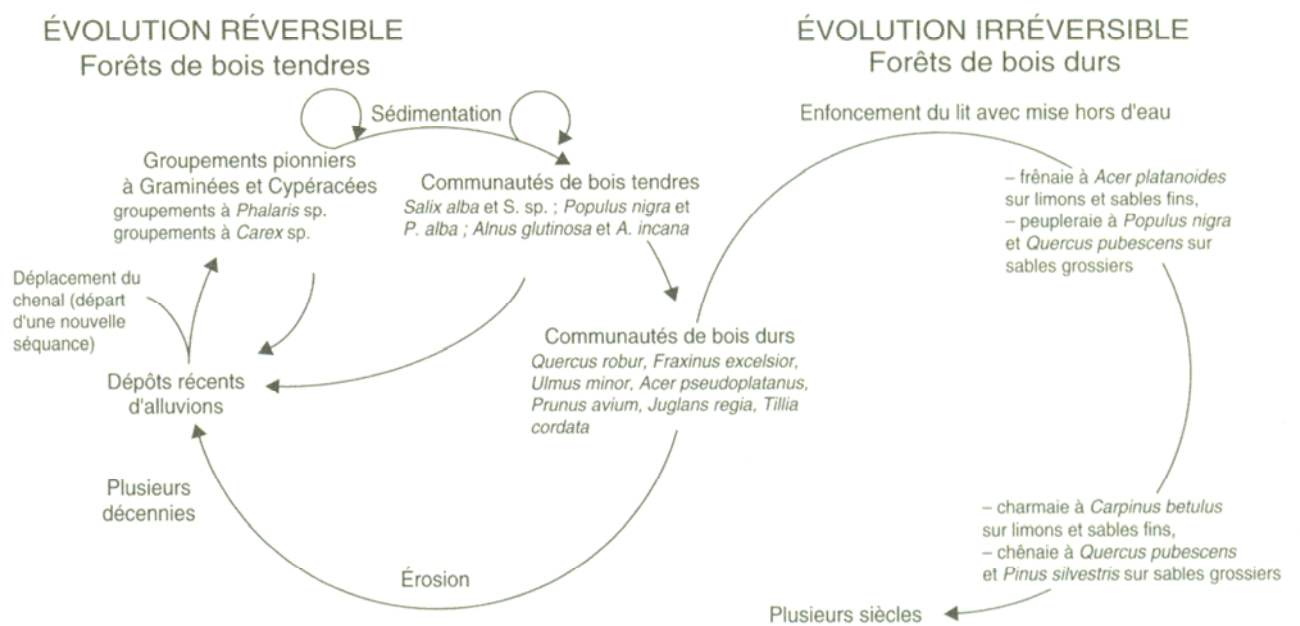 ÉVOLUTION RÉVERSIBLE
Forêts de bois tendres
Sédimentation
Groupements pionniers
à Graminées et Cypéracées
groupements à Phalaris sp.
groupements à Carex sp.
Communautés de bois tendres
Salix alba et S. sp. ; Populus nigra et
P. alba ; Alnus glutinosa et A. incana
Déplacement du
chenal (départ
d'une nouvelle
séquance)
Dépôts récents
d'alluvions
Communautés de bois durs
Quercus robur, Fraxinus excelsior,
Ulmus minor, Acer pseudoplatanus,
Prunus avium, Juglans regia, Tillia
cordata
Plusieurs
décennies
Érosion
ÉVOLUTION IRRÉVERSIBLE
Forêts de bois durs
Enfoncement du lit avec mise hors d'eau
– frênaie à Acer platanoides
sur limons et sables fins,
– peupleraie à Populus nigra
et Quercus pubescens sur
sables grossiers
– charmaie à Carpinus betulus
sur limons et sables fins,
– chênaie à Quercus pubescens
et Pinus silvestris sur sables grossiers
Plusieurs siècles